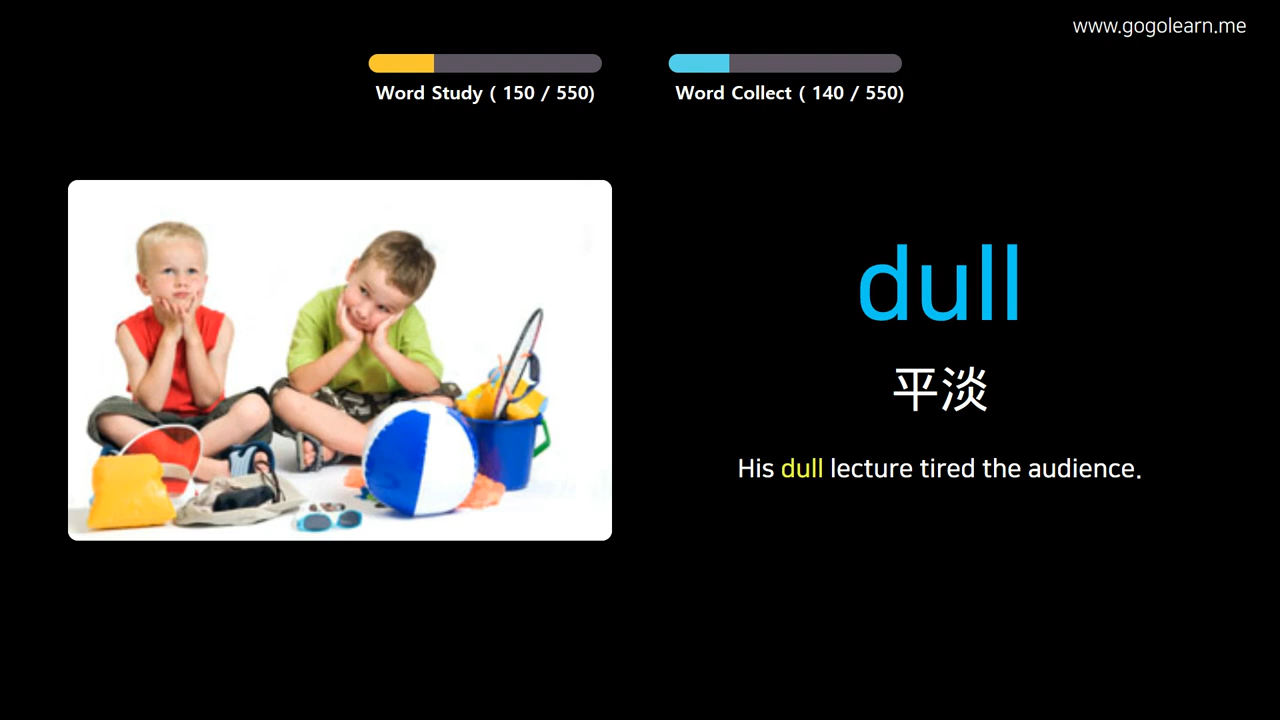 www.gogolearn.me
Word Study ( 150 / 550)
Word Collect ( 140 / 550)
dull
平淡
His dull lecture tired the audience.